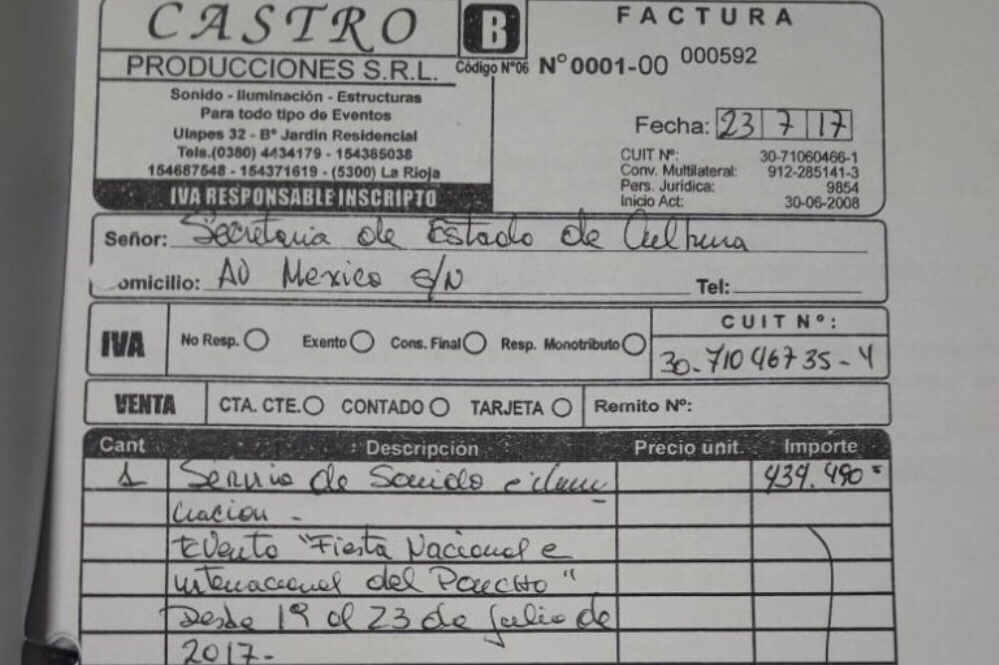 CASTRO
PRODUCCIONES S.R.L.
Sonido - Iluminación - Estructuras
Para todo tipo de Eventos
Ulapes 32 - Bº Jardin Residencial
Tels.(0380) 4434179 - 154385038
154687548 - 154371619 - (5300) La Rioja
IVA RESPONSABLE INSCRIPTO
B
Código Nº06
FACTURA
Nº 0001-00 000592
Fecha: 23 7 17
CUIT Nº: 30-71060466-1
Conv. Multilateral: 912-285141-3
Pers. Jurídica: 9854
Inicio Act: 30-06-2008
Señor: Secretaria de Estado de Cultura
omicilio: AV Mexico S/N Tel:
IVA No Resp. Exento Cons. Final Resp. Monotributo
CUIT Nº:
30-71046735-4
VENTA CTA. CTE. CONTADO TARJETA Remito Nº:
Cant Descripción Precio unit. Importe
1 Servicio de Sonido e ilumi 439.490
nacion -
Evento "Fiesta Nacional e
internacional del Poncho"
Desde 19 al 23 de Julio de
2017-